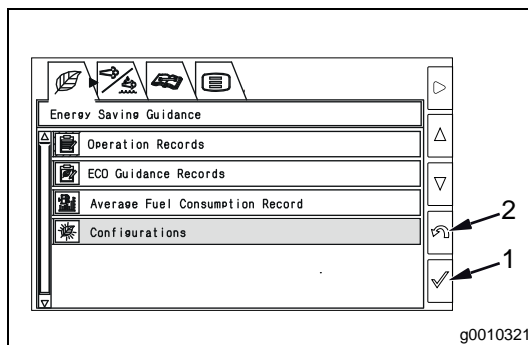 Energy Saving Guidance
Operation Records
ECO Guidance Records
Average Fuel Consumption Record
Configurations
2
1
g0010321